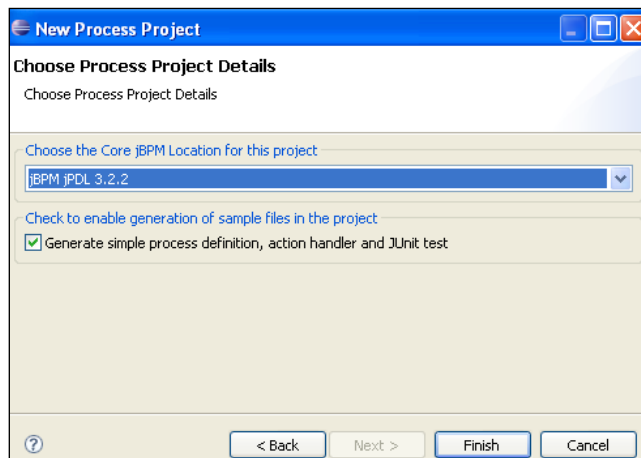 New Process Project
Choose Process Project Details
Choose Process Project Details
Choose the Core jBPM Location for this project
jBPM jPDL 3.2.2
Check to enable generation of sample files in the project
Generate simple process definition, action handler and JUnit test
< Back Next > Finish Cancel